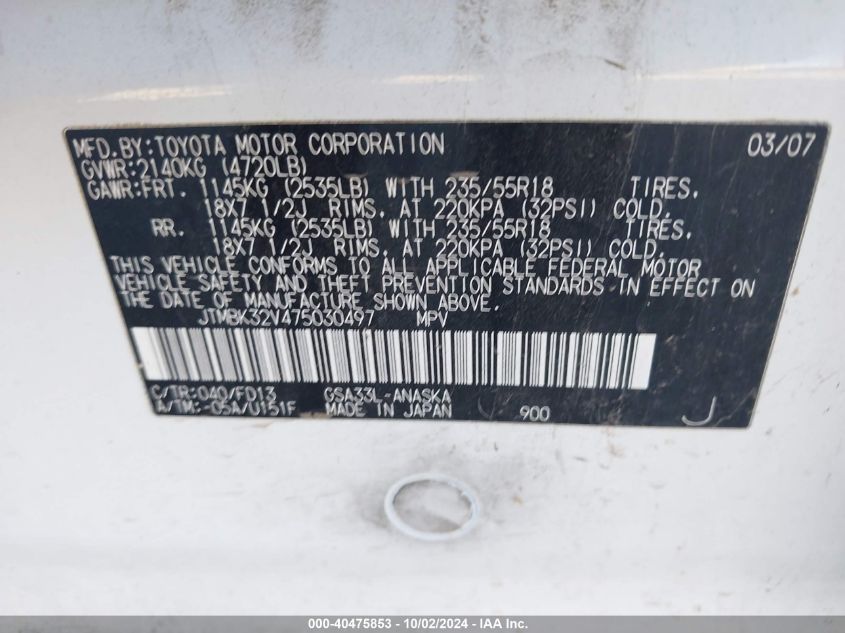 MFD.BY:TOYOTA MOTOR CORPORATION 03/07
GVWR:2140KG (4720LB)
GAWR:FRT. 1145KG (2535LB) WITH 235/55R18 TIRES.
18X7 1/2J RIMS. AT 220KPA (32PSI) COLD.
RR. 1145KG (2535LB) WITH 235/55R18 TIRES.
18X7 1/2J RIMS. AT 220KPA (32PSI) COLD.
THIS VEHICLE CONFORMS TO ALL APPLICABLE FEDERAL MOTOR
VEHICLE SAFETY AND THEFT PREVENTION STANDARDS IN EFFECT ON
THE DATE OF MANUFACTURE SHOWN ABOVE.
JTMBK32V475030497 MPV
C/TR:040/FD13 GSA33L-ANASKA
A/TM:-05A/U151F MADE IN JAPAN 900 J
000-40475853 - 10/02/2024 - IAA Inc.